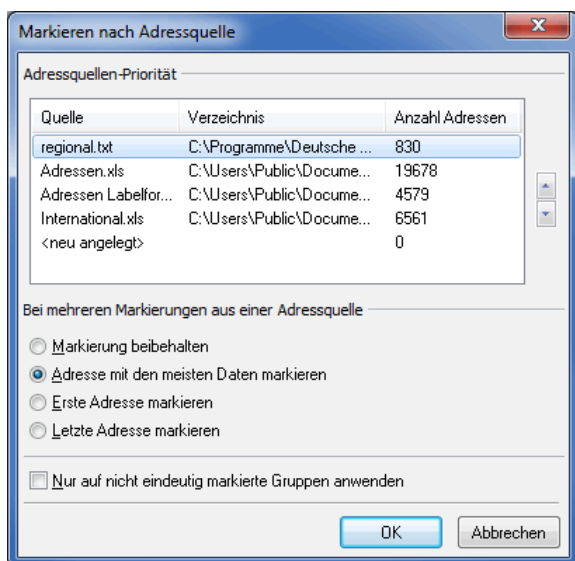 Markieren nach Adressquelle
Adressquellen-Priorität
Quelle Verzeichnis Anzahl Adressen
regional.txt C:\Programme\Deutsche ... 830
Adressen.xls C:\Users\Public\Docume... 19678
Adressen Labelfor... C:\Users\Public\Docume... 4579
International.xls C:\Users\Public\Docume... 6561
<neu angelegt> 0
Bei mehreren Markierungen aus einer Adressquelle
Markierung beibehalten
Adresse mit den meisten Daten markieren
Erste Adresse markieren
Letzte Adresse markieren
Nur auf nicht eindeutig markierte Gruppen anwenden
OK Abbrechen